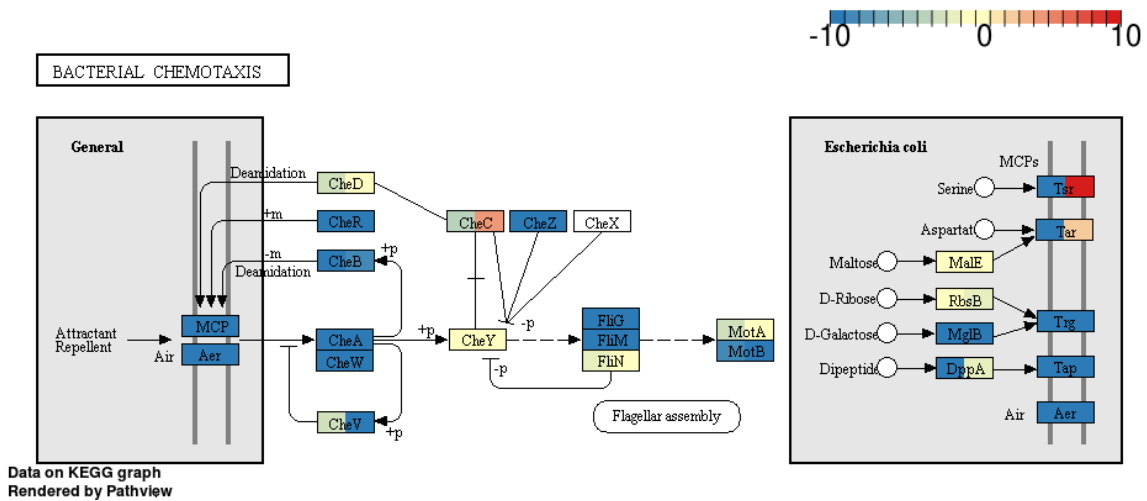 -10 0 10
BACTERIAL CHEMOTAXIS
General
Escherichia coli
MCPs
Deamidation
CheD
Serine
Tsr
+m
CheR
CheC
CheZ
CheX
Aspartat
Tar
-m
Deamidation
CheB
+p
Maltose
MalE
D-Ribose
RbsB
Attractant
Repellent
MCP
Air
Aer
CheA
CheW
+p
CheY
-p
-p
FliG
FliM
FliN
MotA
MotB
D-Galactose
MglB
Trg
Dipeptide
DppA
Tap
CheV
+p
Flagellar assembly
Air
Aer
Data on KEGG graph
Rendered by Pathview